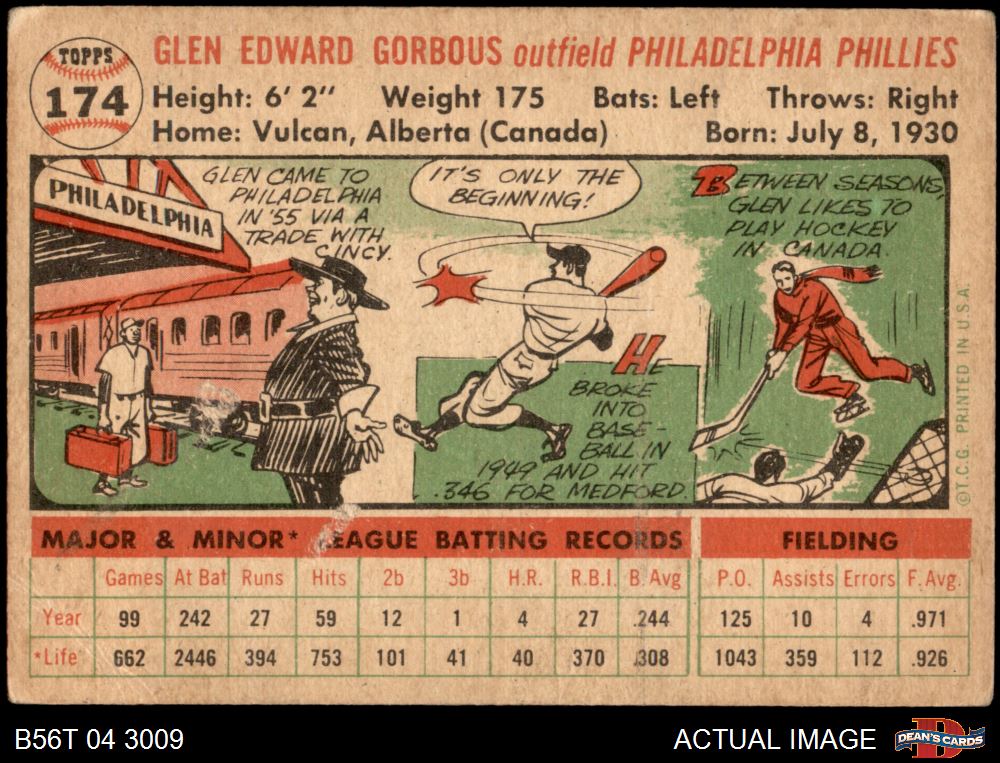 TOPPS
174
GLEN EDWARD GORBOUS outfield PHILADELPHIA PHILLIES
Height: 6' 2" Weight 175 Bats: Left Throws: Right
Home: Vulcan, Alberta (Canada) Born: July 8, 1930
PHILADELPHIA
GLEN CAME TO
PHILADELPHIA
IN '55 VIA A
TRADE WITH
CINCY.
IT'S ONLY THE
BEGINNING!
HE
BROKE
INTO
BASE-
BALL IN
1949 AND HIT
.346 FOR MEDFORD.
BETWEEN SEASONS,
GLEN LIKES TO
PLAY HOCKEY
IN CANADA.
©T.C.G. PRINTED IN U.S.A.
MAJOR & MINOR* LEAGUE BATTING RECORDS FIELDING
Games At Bat Runs Hits 2b 3b H.R. R.B.I. B. Avg P.O. Assists Errors F. Avg.
Year 99 242 27 59 12 1 4 27 .244 125 10 4 .971
*Life 662 2446 394 753 101 41 40 370 .308 1043 359 112 .926
B56T 04 3009 ACTUAL IMAGE DEAN'S CARDS